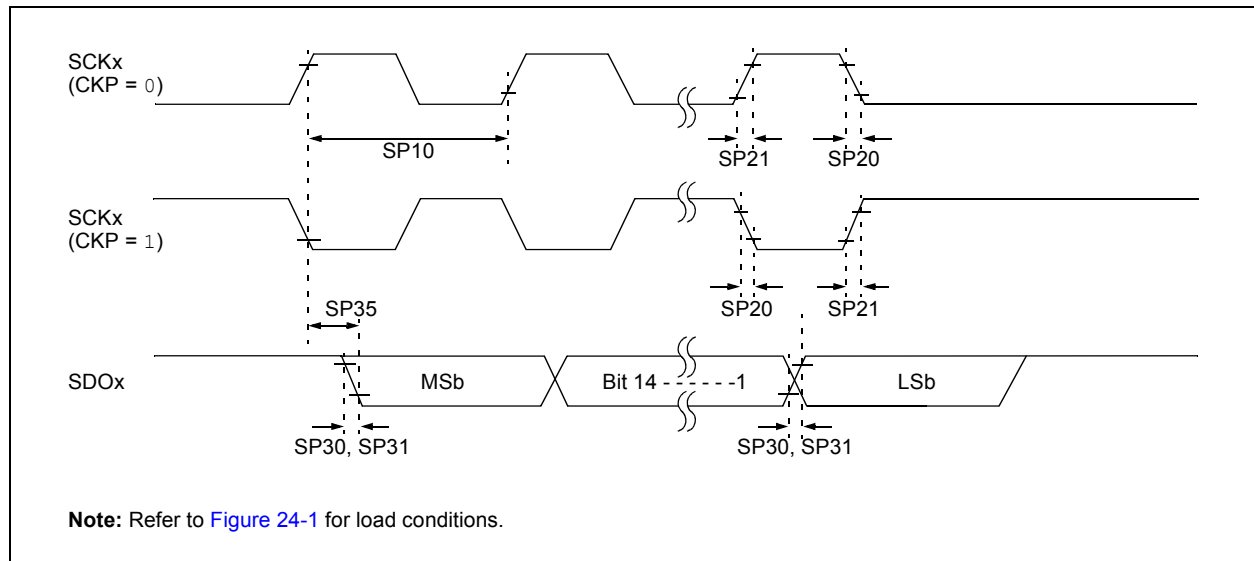 SCKx
(CKP = 0)
SP10
SP21
SP20
SCKx
(CKP = 1)
SP35
SP20
SP21
SDOx
MSb
Bit 14 - - - - - - -1
LSb
SP30, SP31
SP30, SP31
Note: Refer to Figure 24-1 for load conditions.